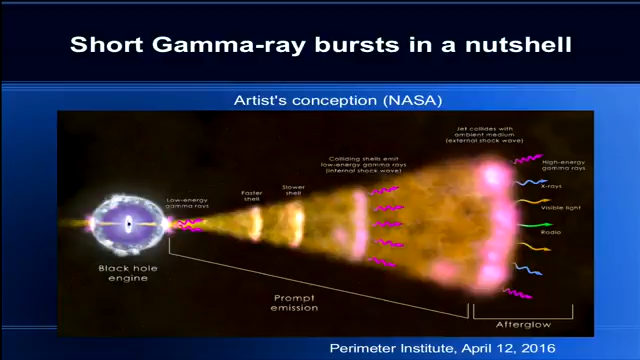 Short Gamma-ray bursts in a nutshell
Artist's conception (NASA)
Jet collides with
ambient medium
(external shock wave)
Colliding shells emit
low-energy gamma rays
(internal shock wave)
High-energy
gamma rays
X-rays
Slower
shell
Faster
shell
Low-energy
gamma rays
Visible light
Radio
Black hole
engine
Prompt
emission
Afterglow
Perimeter Institute, April 12, 2016